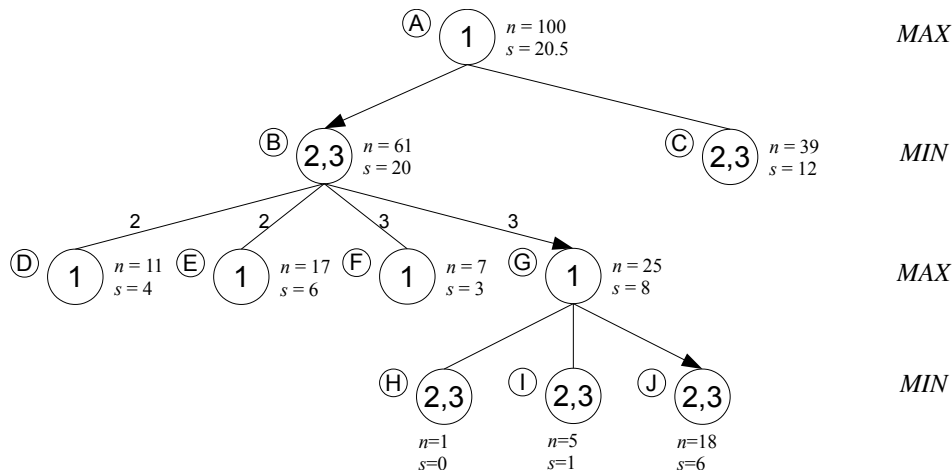 A 1 n = 100 MAX
s = 20.5
B 2,3 n = 61 C 2,3 n = 39 MIN
s = 20 s = 12
2 2 3 3
D 1 n = 11 E 1 n = 17 F 1 n = 7 G 1 n = 25 MAX
s = 4 s = 6 s = 3 s = 8
H 2,3 I 2,3 J 2,3 MIN
n=1 n=5 n=18
s=0 s=1 s=6